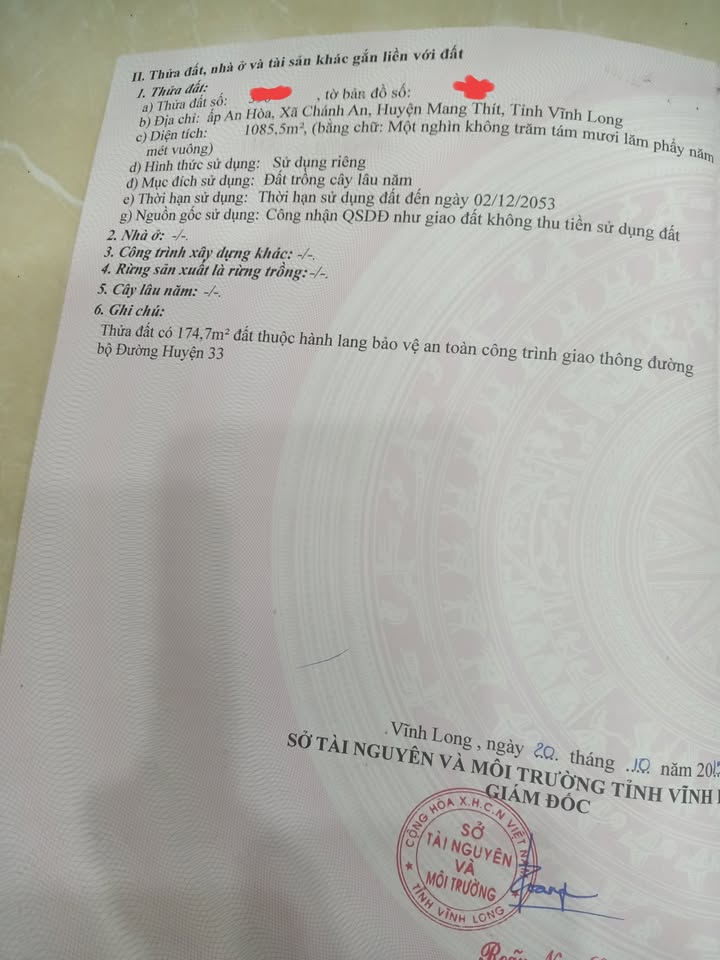 II. Thửa đất, nhà ở và tài sản khác gắn liền với đất
1. Thửa đất:
a) Thửa đất số: , tờ bản đồ số:
b) Địa chỉ: ấp An Hòa, Xã Chánh An, Huyện Mang Thít, Tỉnh Vĩnh Long
c) Diện tích: 1085,5m², (bằng chữ: Một nghìn không trăm tám mươi lăm phẩy năm
mét vuông)
d) Hình thức sử dụng: Sử dụng riêng
đ) Mục đích sử dụng: Đất trồng cây lâu năm
e) Thời hạn sử dụng: Thời hạn sử dụng đất đến ngày 02/12/2053
g) Nguồn gốc sử dụng: Công nhận QSDĐ như giao đất không thu tiền sử dụng đất
2. Nhà ở: -/-.
3. Công trình xây dựng khác: -/-.
4. Rừng sản xuất là rừng trồng: -/-.
5. Cây lâu năm: -/-.
6. Ghi chú:
Thửa đất có 174,7m² đất thuộc hành lang bảo vệ an toàn công trình giao thông đường
bộ Đường Huyện 33
Vĩnh Long , ngày 20. tháng .10 năm 201
SỞ TÀI NGUYÊN VÀ MÔI TRƯỜNG TỈNH VĨNH
GIÁM ĐỐC
CỘNG HÒA X.H.C.N VIỆT NAM
SỞ
TÀI NGUYÊN
VÀ
MÔI TRƯỜNG
TỈNH VĨNH LONG